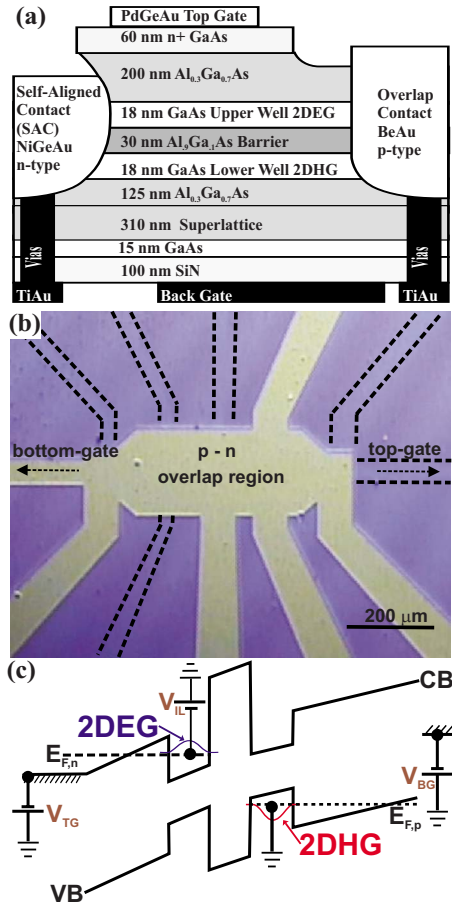 (a)
PdGeAu Top Gate
60 nm n+ GaAs
200 nm Al0.3Ga0.7As
Self-Aligned
Contact
(SAC)
NiGeAu
n-type
Overlap
Contact
BeAu
p-type
18 nm GaAs Upper Well 2DEG
30 nm Al.9Ga.1As Barrier
18 nm GaAs Lower Well 2DHG
125 nm Al0.3Ga0.7As
310 nm Superlattice
15 nm GaAs
100 nm SiN
Vias
Vias
TiAu
Back Gate
TiAu
(b)
bottom-gate
p - n
overlap region
top-gate
200 µm
(c)
CB
VIL
2DEG
EF,n
VBG
VTG
EF,p
2DHG
VB